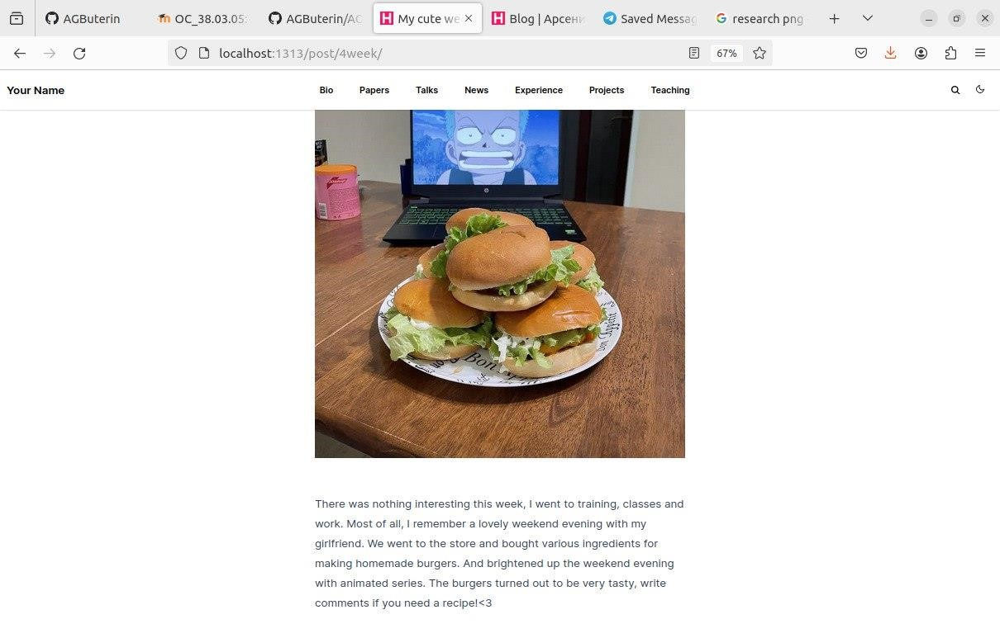 AGButerin
OC_38.03.05:
AGButerin/AG
My cute we
Blog | Арсени
Saved Messag
research png
localhost:1313/post/4week/
67%
Your Name
Bio
Papers
Talks
News
Experience
Projects
Teaching
Bon Appetit
Bon Ap
There was nothing interesting this week, I went to training, classes and
work. Most of all, I remember a lovely weekend evening with my
girlfriend. We went to the store and bought various ingredients for
making homemade burgers. And brightened up the weekend evening
with animated series. The burgers turned out to be very tasty, write
comments if you need a recipe!<3